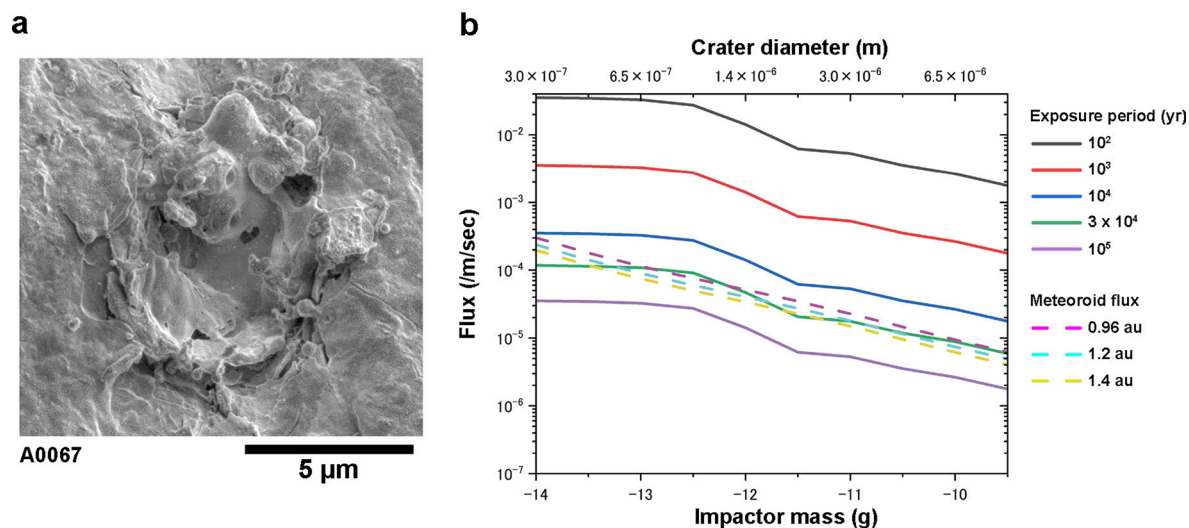 a
A0067
5 µm
b
Crater diameter (m)
3.0 × 10⁻⁷ 6.5 × 10⁻⁷ 1.4 × 10⁻⁶ 3.0 × 10⁻⁶ 6.5 × 10⁻⁶
Flux (/m/sec)
10⁻²
10⁻³
10⁻⁴
10⁻⁵
10⁻⁶
10⁻⁷
−14 −13 −12 −11 −10
Impactor mass (g)
Exposure period (yr)
10²
10³
10⁴
3 x 10⁴
10⁵
Meteoroid flux
0.96 au
1.2 au
1.4 au